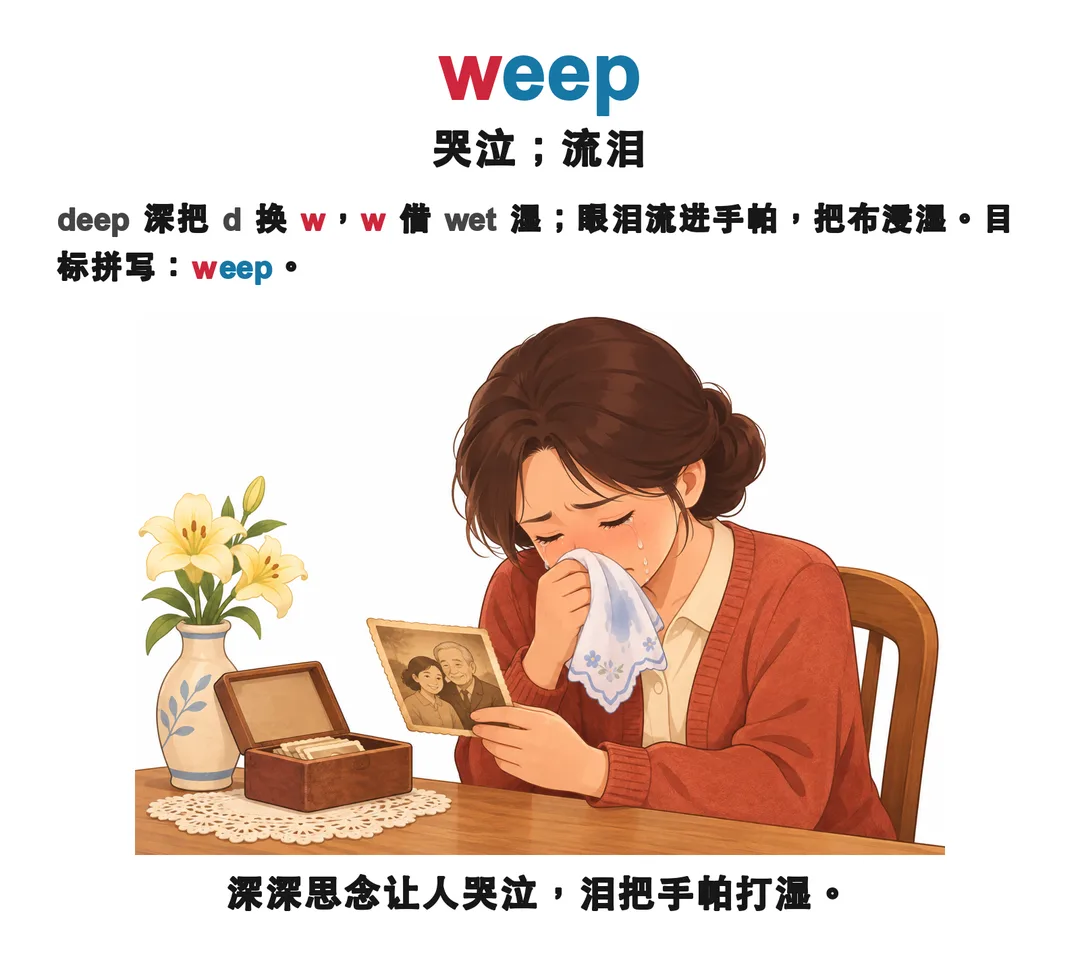 weep
哭泣；流泪
deep 深把 d 换 w，w 借 wet 湿；眼泪流进手帕，把布浸湿。目
标拼写：weep。
深深思念让人哭泣，泪把手帕打湿。